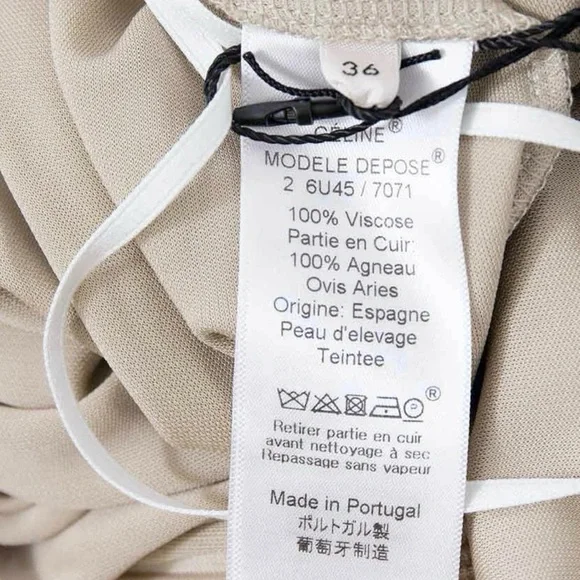 36
CÉLINE®
MODELE DEPOSE®
2 6U45 / 7071
100% Viscose
Partie en Cuir:
100% Agneau
Ovis Aries
Origine: Espagne
Peau d'elevage
Teintee
®
Retirer partie en cuir
avant nettoyage à sec
Repassage sans vapeur
Made in Portugal
ポルトガル製
葡萄牙制造